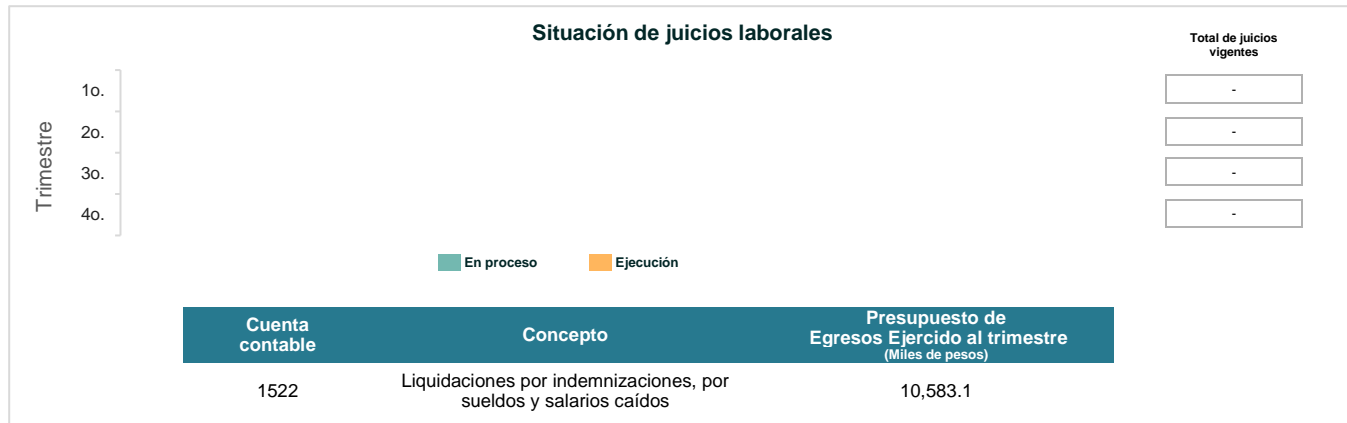 Situación de juicios laborales
Total de juicios
vigentes
Trimestre
1o.
-
2o.
-
3o.
-
4o.
-
En proceso
Ejecución
Cuenta
contable
Concepto
Presupuesto de
Egresos Ejercido al trimestre
(Miles de pesos)
1522
Liquidaciones por indemnizaciones, por
sueldos y salarios caídos
10,583.1